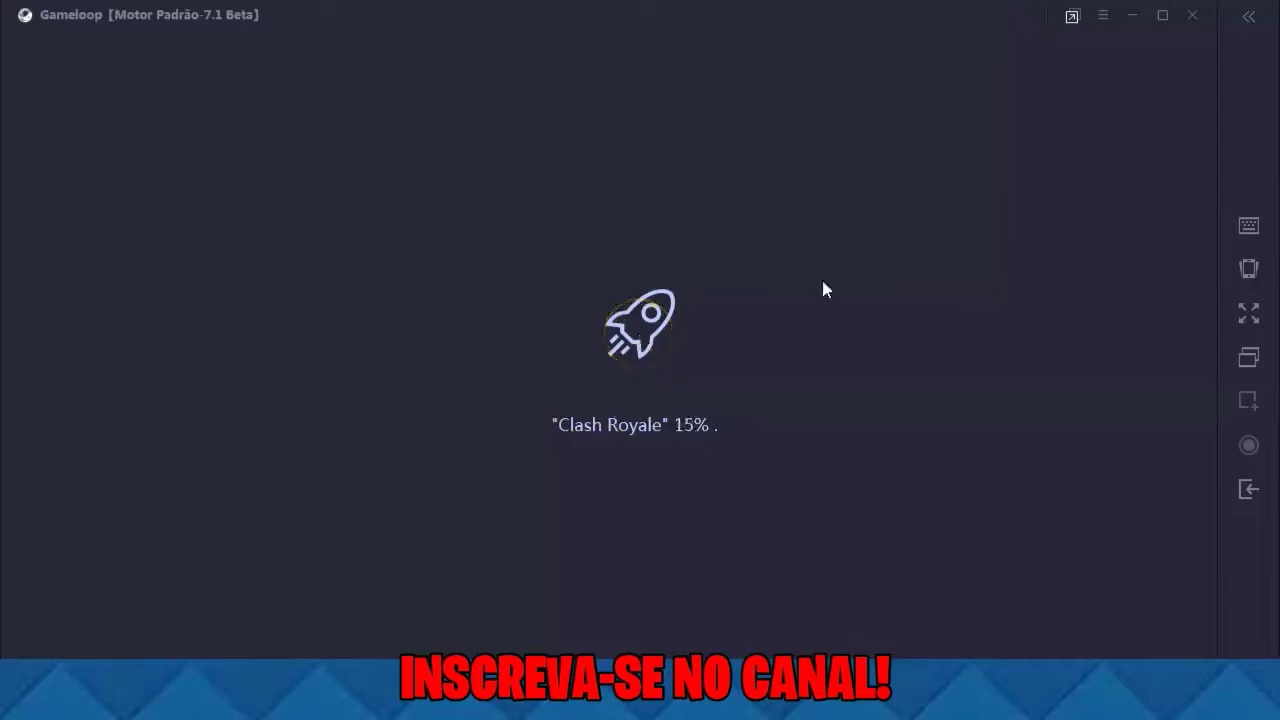 Gameloop [Motor Padrão-7.1 Beta]
"Clash Royale" 15% .
INSCREVA-SE NO CANAL!